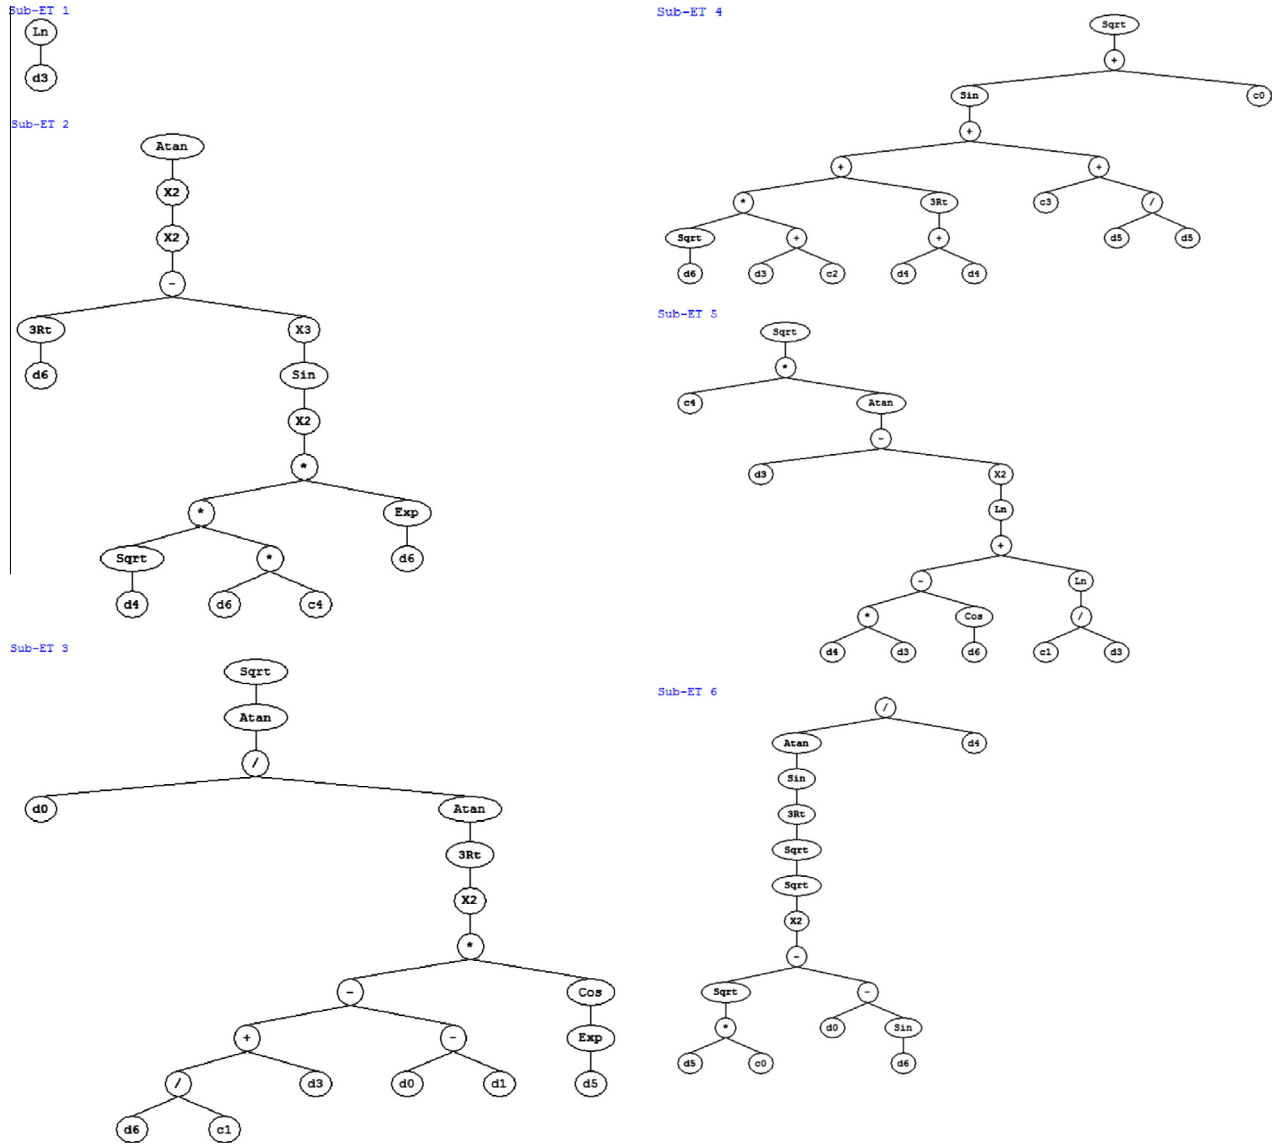 Sub-ET 1
Ln
d3
Sub-ET 2
Atan
X2
X2
-
3Rt X3
d6 Sin
X2
*
* Exp
Sqrt * d6
d4 d6 c4
Sub-ET 3
Sqrt
Atan
/
d0 Atan
3Rt
X2
*
- Cos
+ - Exp
/ d3 d0 d1 d5
d6 c1
Sub-ET 4
Sqrt
+
Sin c0
+
+ +
* 3Rt c3 /
Sqrt + + d5 d5
d6 d3 c2 d4 d4
Sub-ET 5
Sqrt
*
c4 Atan
-
d3 X2
Ln
+
- Ln
* Cos /
d4 d3 d6 c1 d3
Sub-ET 6
/
Atan d4
Sin
3Rt
Sqrt
Sqrt
X2
-
Sqrt -
* d0 Sin
d5 c0 d6